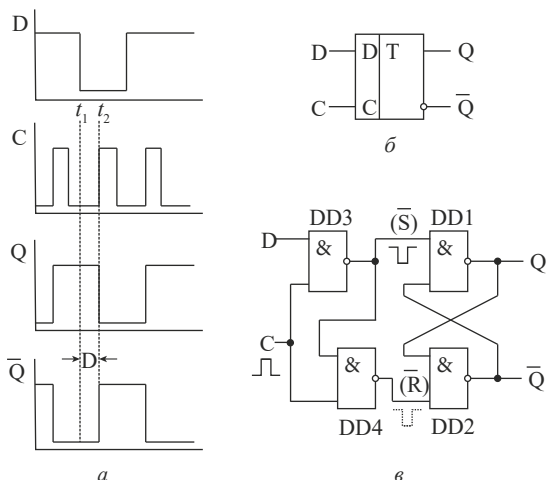 D
t₁ t₂
C
Q
D
Q̅
а
D D T Q
C C Q̅
б
DD3 (S̅) DD1
D & & Q
C & (R̅) & Q̅
DD4 DD2
в